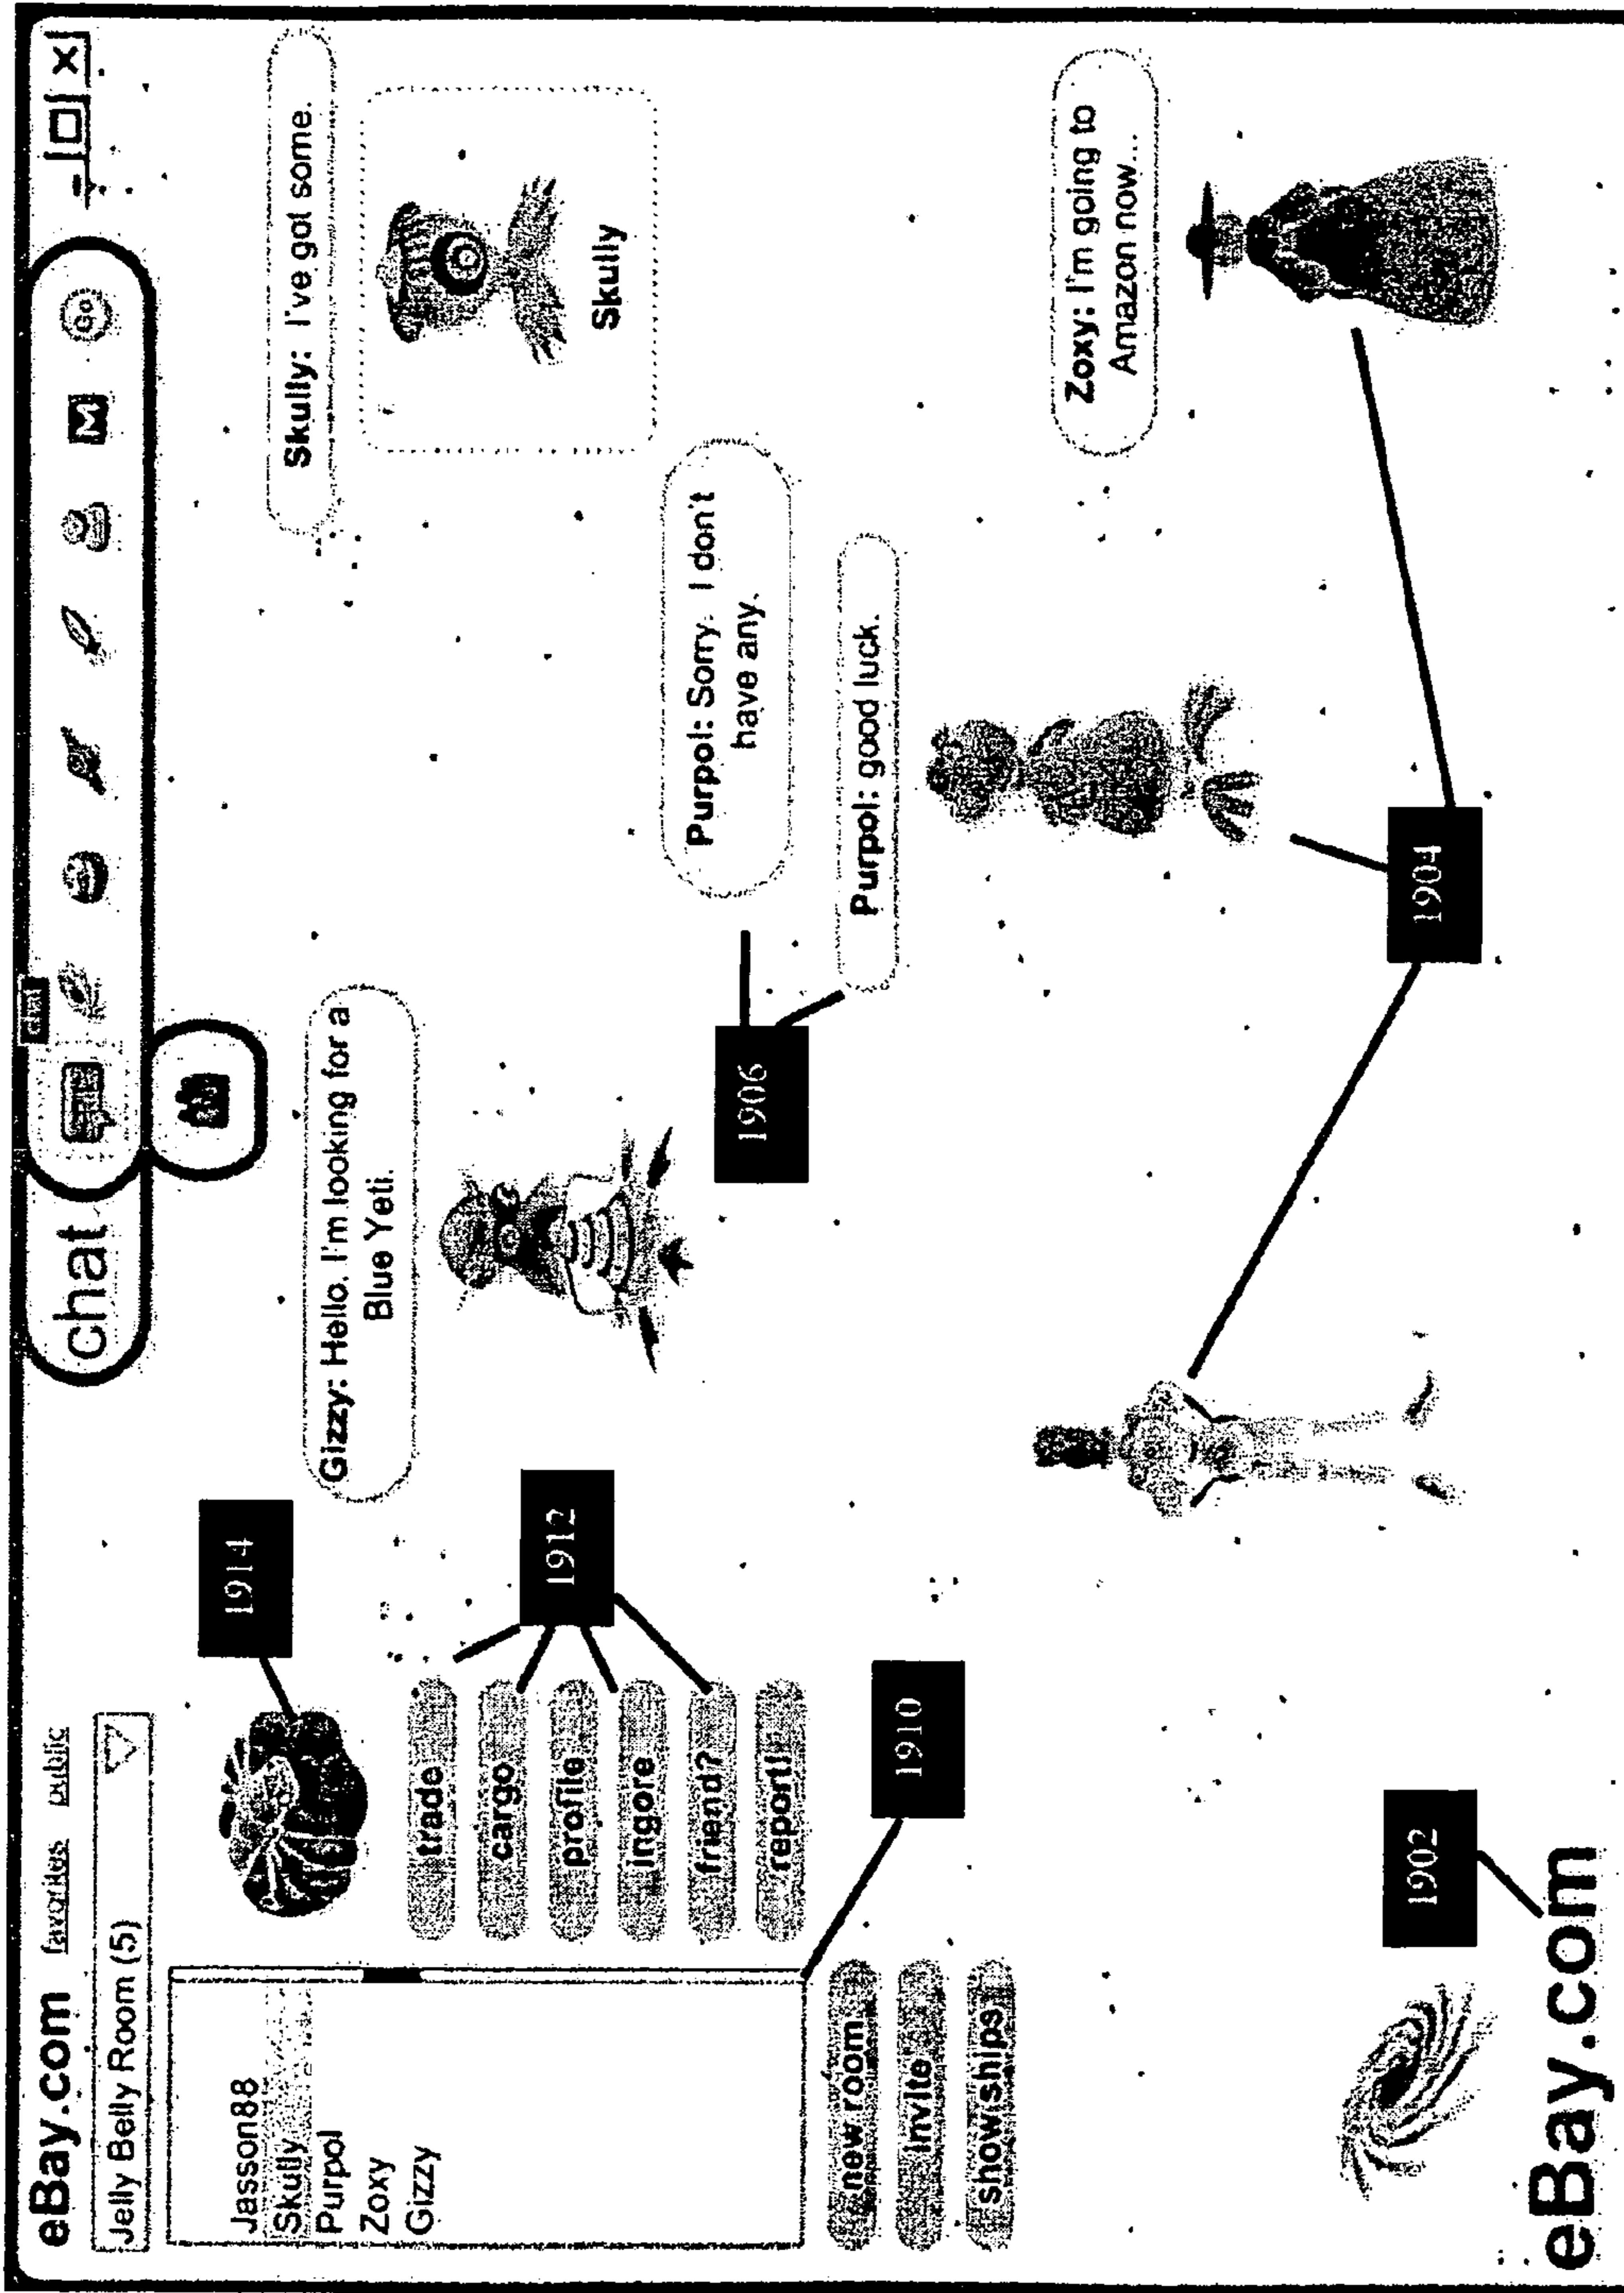 eBay.com favorites public
Jelly Belly Room (5)
Jasson88
Skully
Purpol
Zoxy
Gizzy
new room
invite
show ships
trade
cargo
profile
ingore
friend?
report!
1914
1912
1910
1902
eBay.com
chat
chat
M
Go
X
Gizzy: Hello. I'm looking for a
Blue Yeti.
Skully: I've got some.
Skully
1906
Purpol: Sorry. I don't
have any.
Purpol: good luck.
Zoxy: I'm going to
Amazon now...
1904